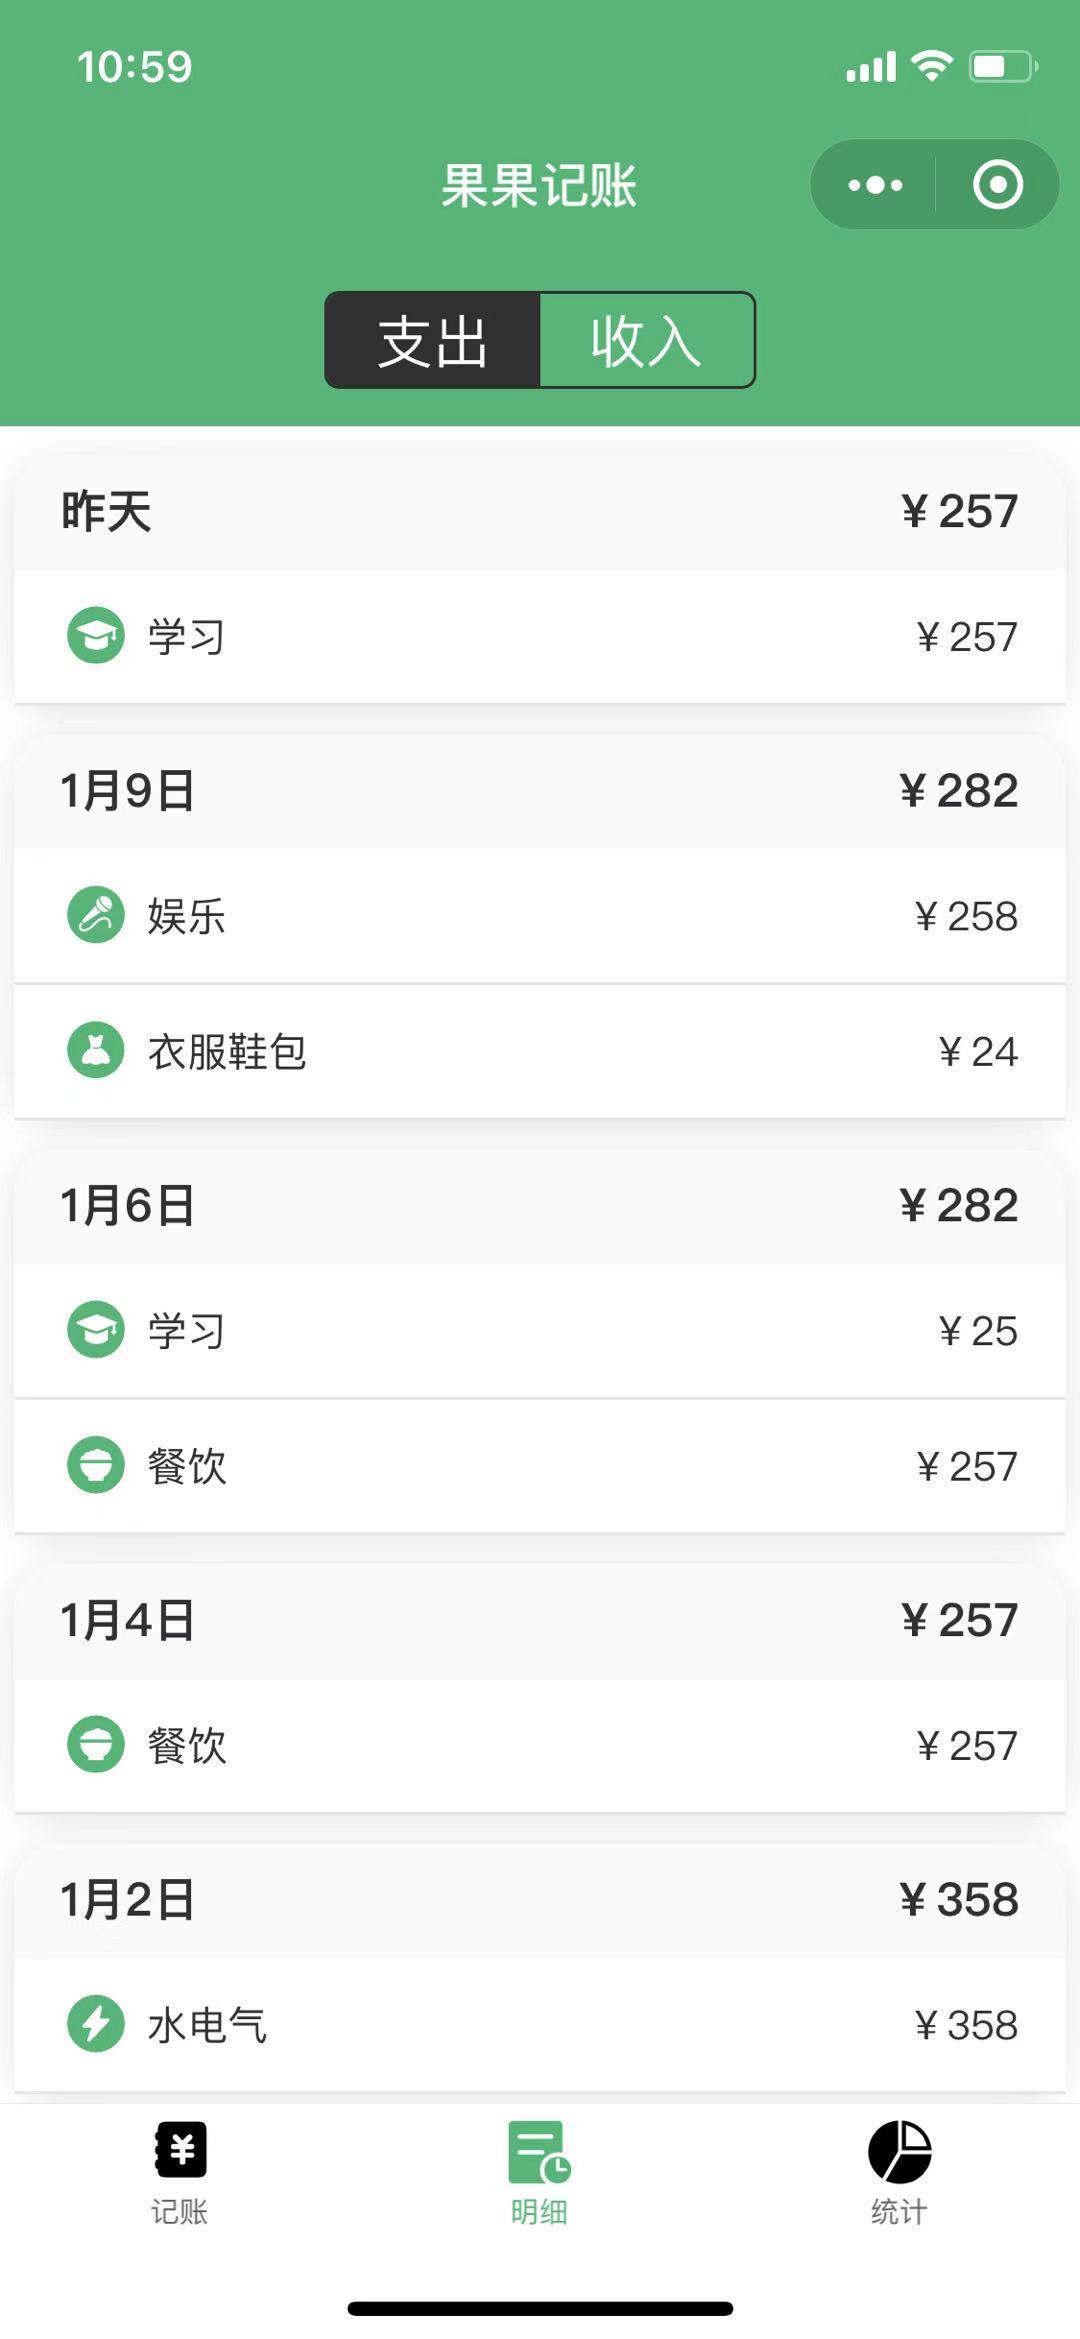 10:59
果果记账
支出 收入
昨天 ¥ 257
学习 ¥ 257
1月9日 ¥ 282
娱乐 ¥ 258
衣服鞋包 ¥ 24
1月6日 ¥ 282
学习 ¥ 25
餐饮 ¥ 257
1月4日 ¥ 257
餐饮 ¥ 257
1月2日 ¥ 358
水电气 ¥ 358
记账 明细 统计